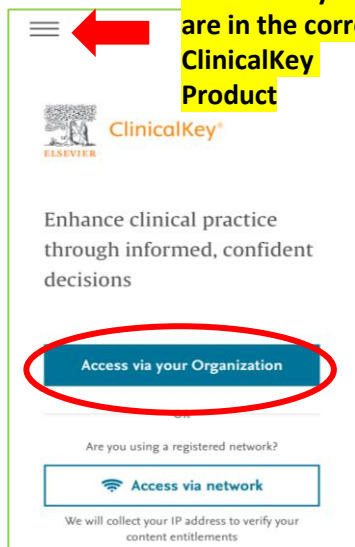 are in the
ClinicalKey
Product
ELSEVIER
ClinicalKey®
Enhance clinical practice
through informed, confident
decisions
Access via your Organization
Are you using a registered network?
Access via network
We will collect your IP address to verify your
content entitlements